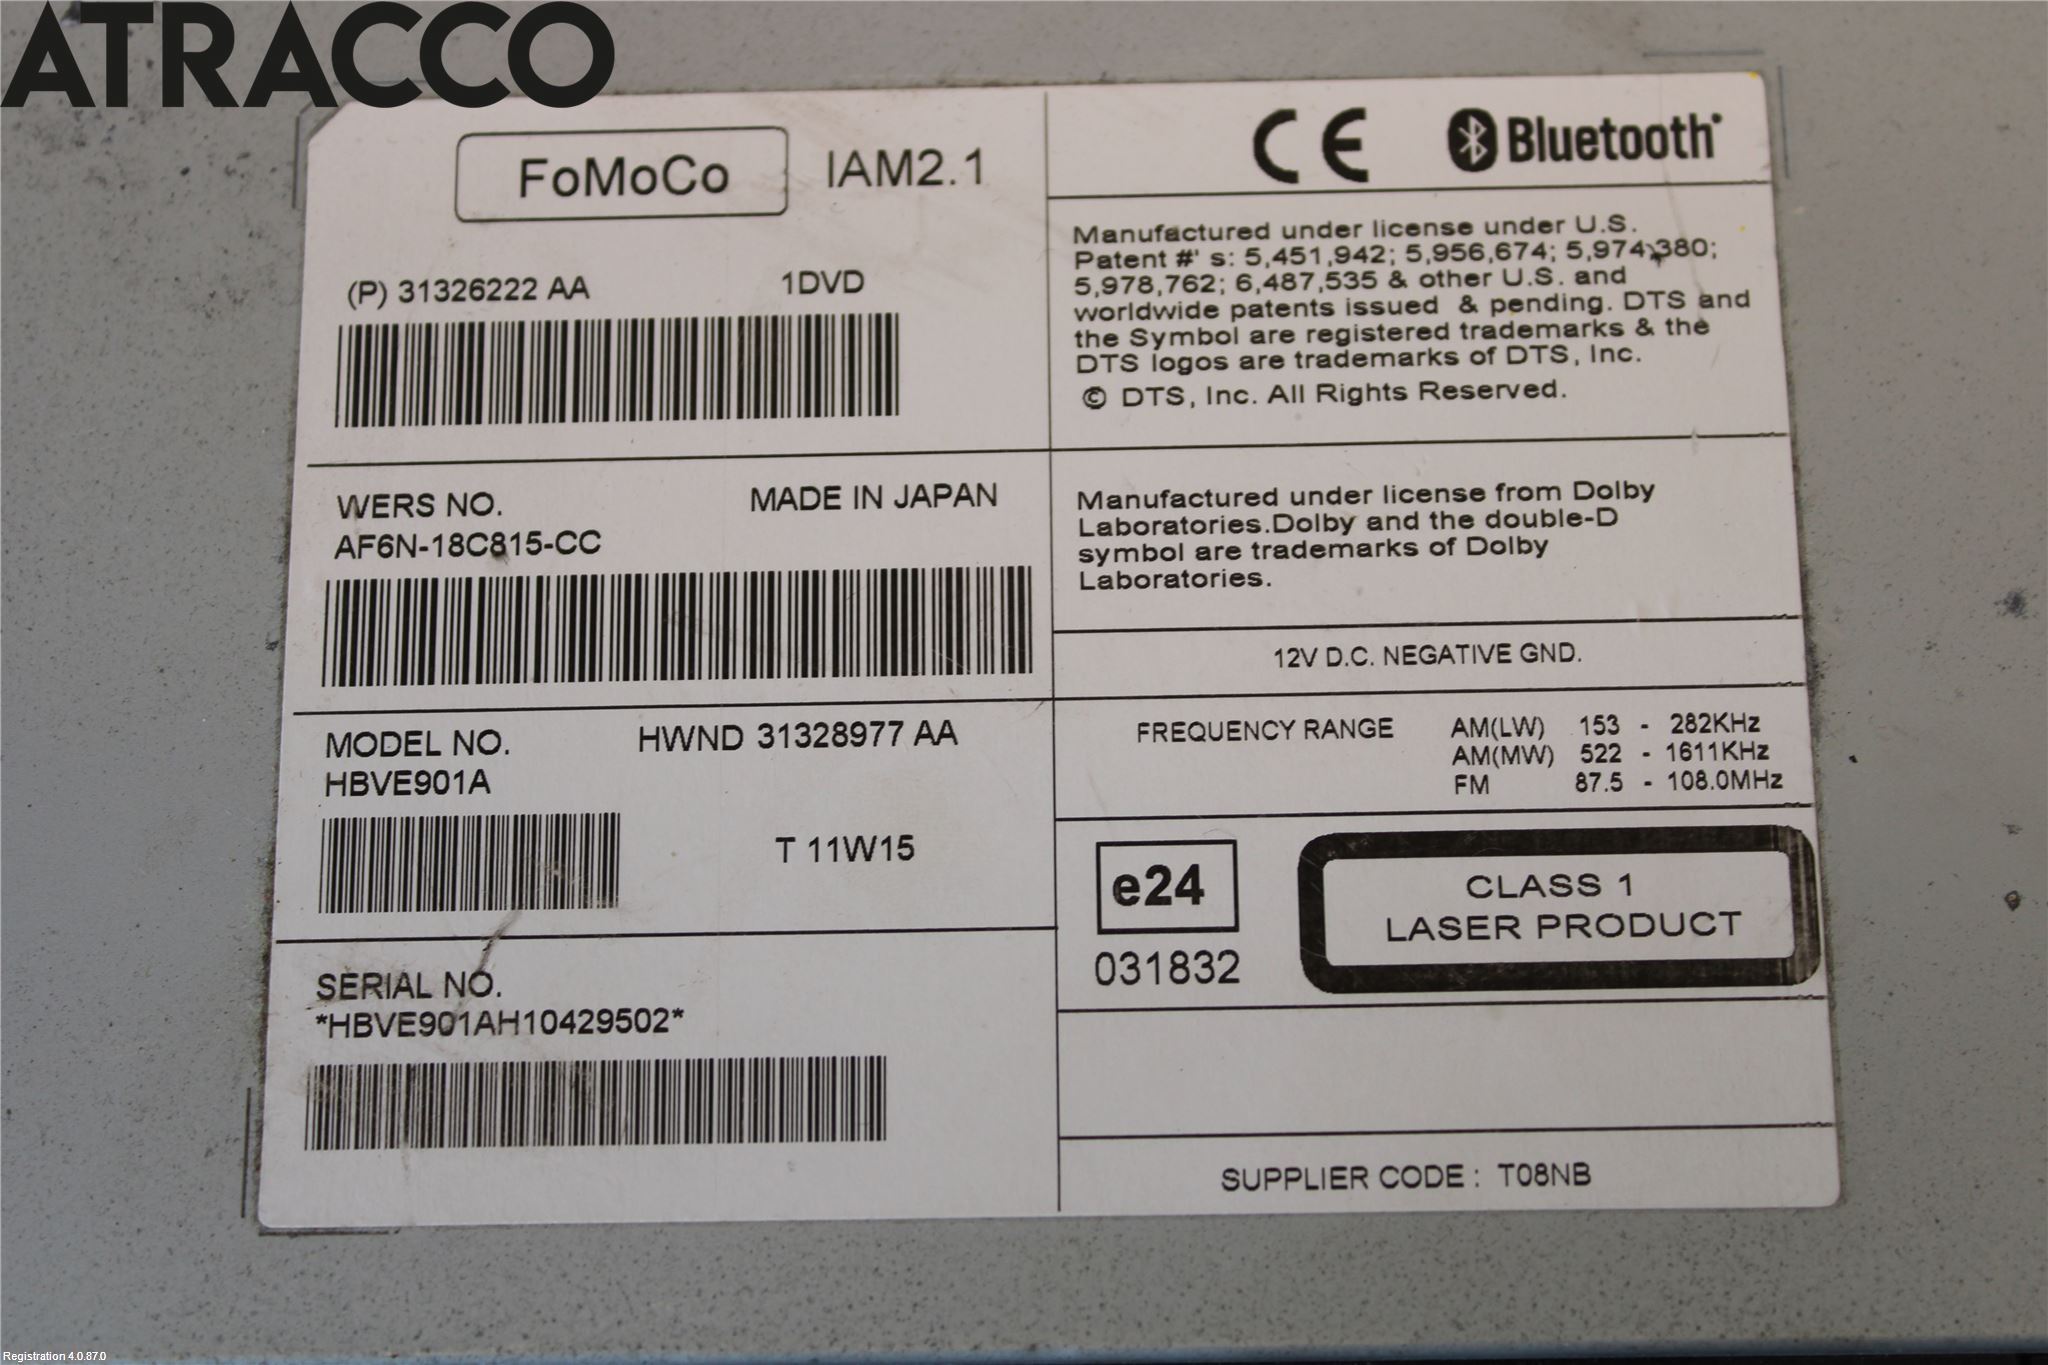 ATRACCO
FoMoCo IAM2.1
(P) 31326222 AA 1DVD
WERS NO. MADE IN JAPAN
AF6N-18C815-CC
MODEL NO. HWND 31328977 AA
HBVE901A
T 11W15
SERIAL NO.
*HBVE901AH10429502*
CE Bluetooth
Manufactured under license under U.S.
Patent #' s: 5,451,942; 5,956,674; 5,974,380;
5,978,762; 6,487,535 & other U.S. and
worldwide patents issued & pending. DTS and
the Symbol are registered trademarks & the
DTS logos are trademarks of DTS, Inc.
© DTS, Inc. All Rights Reserved.
Manufactured under license from Dolby
Laboratories.Dolby and the double-D
symbol are trademarks of Dolby
Laboratories.
12V D.C. NEGATIVE GND.
FREQUENCY RANGE AM(LW) 153 - 282KHz
AM(MW) 522 - 1611KHz
FM 87.5 - 108.0MHz
e24
031832
CLASS 1
LASER PRODUCT
SUPPLIER CODE : T08NB
Registration 4.0.87.0